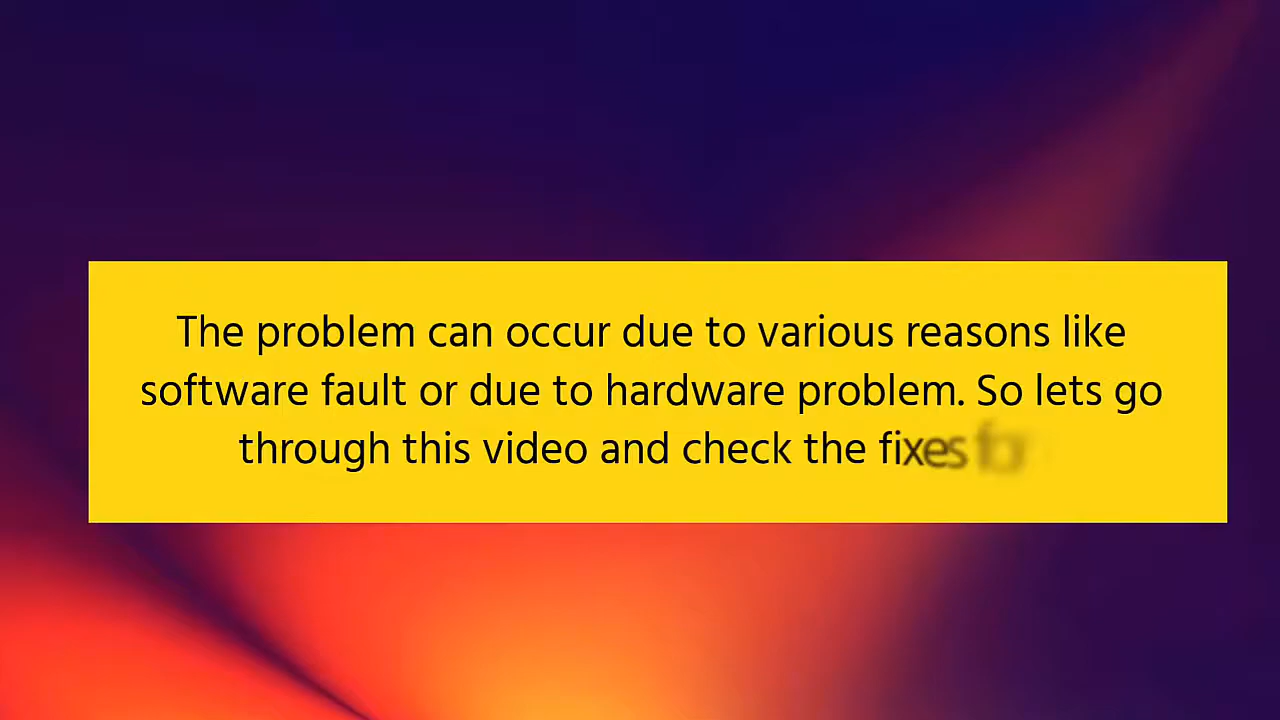 The problem can occur due to various reasons like
software fault or due to hardware problem. So lets go
through this video and check the fixes for